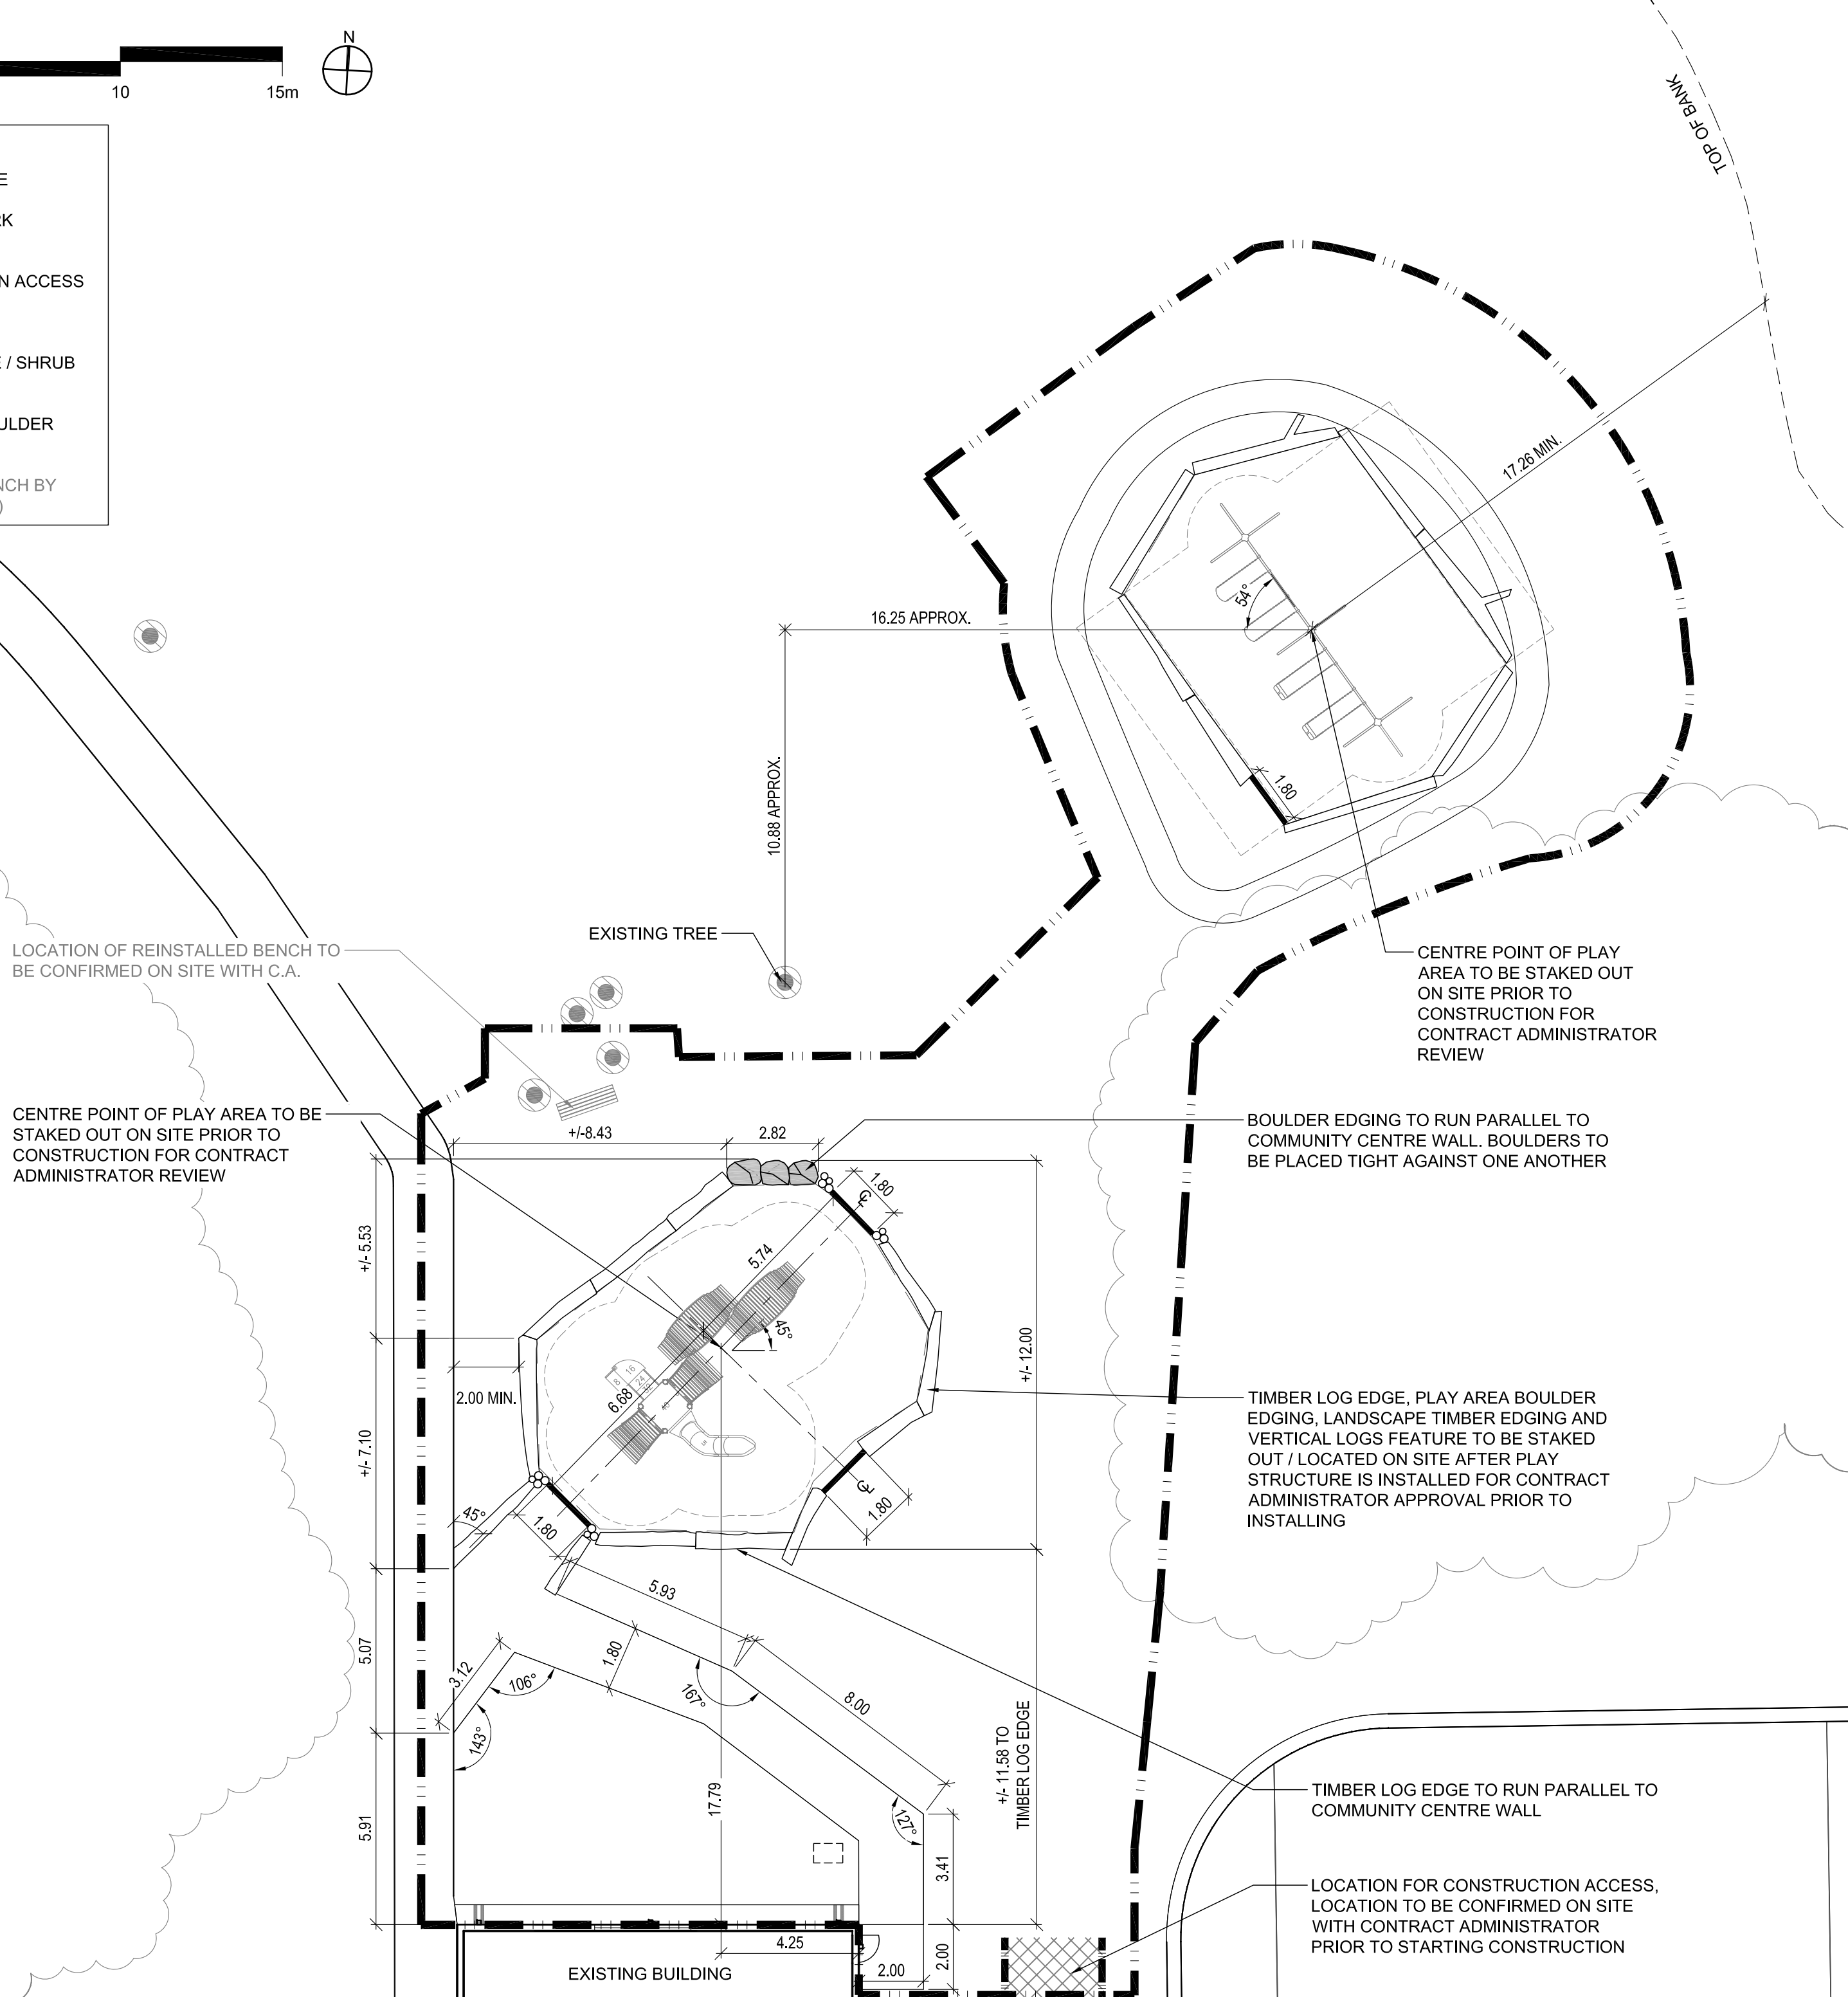 N
10
15m
E
RK
N ACCESS
E / SHRUB
ULDER
NCH BY
)
TOP OF BANK
17.26 MIN.
54°
16.25 APPROX.
1.80
10.88 APPROX.
EXISTING TREE
LOCATION OF REINSTALLED BENCH TO
BE CONFIRMED ON SITE WITH C.A.
CENTRE POINT OF PLAY
AREA TO BE STAKED OUT
ON SITE PRIOR TO
CONSTRUCTION FOR
CONTRACT ADMINISTRATOR
REVIEW
CENTRE POINT OF PLAY AREA TO BE
STAKED OUT ON SITE PRIOR TO
CONSTRUCTION FOR CONTRACT
ADMINISTRATOR REVIEW
+/-8.43
2.82
BOULDER EDGING TO RUN PARALLEL TO
COMMUNITY CENTRE WALL. BOULDERS TO
BE PLACED TIGHT AGAINST ONE ANOTHER
1.80
CL
+/- 5.53
5.74
45°
+/- 12.00
16
8
24
2.00 MIN.
6.68
TIMBER LOG EDGE, PLAY AREA BOULDER
EDGING, LANDSCAPE TIMBER EDGING AND
VERTICAL LOGS FEATURE TO BE STAKED
OUT / LOCATED ON SITE AFTER PLAY
STRUCTURE IS INSTALLED FOR CONTRACT
ADMINISTRATOR APPROVAL PRIOR TO
INSTALLING
+/- 7.10
CL
1.80
45°
1.80
5.93
5.07
3.12
106°
1.80
167°
143°
8.00
17.79
+/- 11.58 TO
TIMBER LOG EDGE
TIMBER LOG EDGE TO RUN PARALLEL TO
COMMUNITY CENTRE WALL
5.91
127°
3.41
LOCATION FOR CONSTRUCTION ACCESS,
LOCATION TO BE CONFIRMED ON SITE
WITH CONTRACT ADMINISTRATOR
PRIOR TO STARTING CONSTRUCTION
4.25
2.00
2.00
EXISTING BUILDING